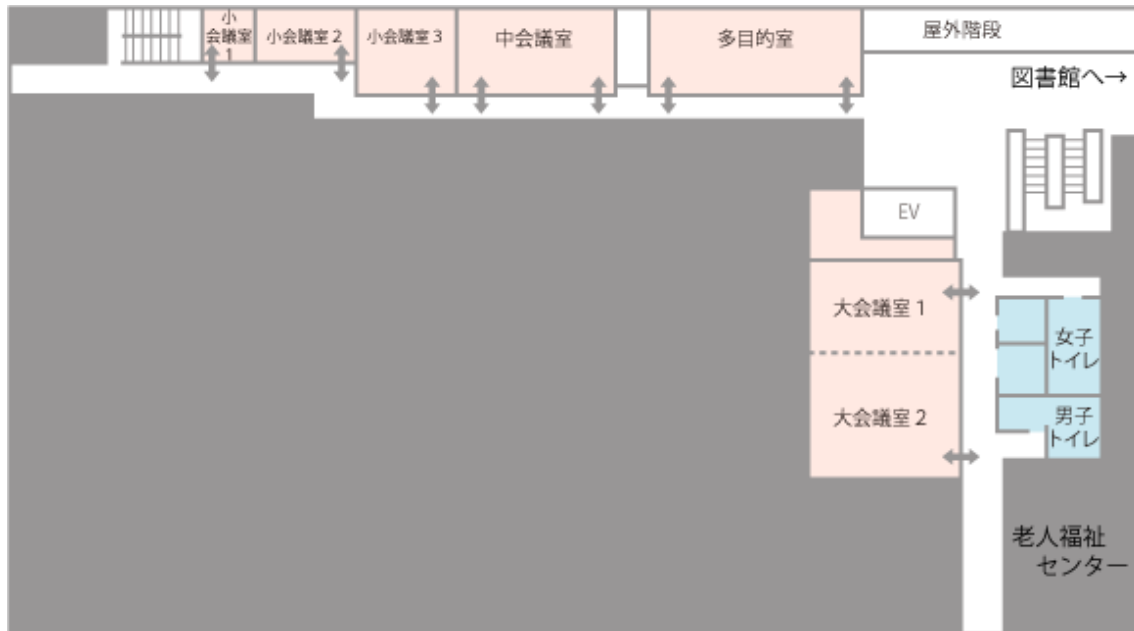 小
会議室
1
小会議室 2
小会議室 3
中会議室
多目的室
屋外階段
図書館へ→
EV
大会議室 1
大会議室 2
女子
トイレ
男子
トイレ
老人福祉
センター